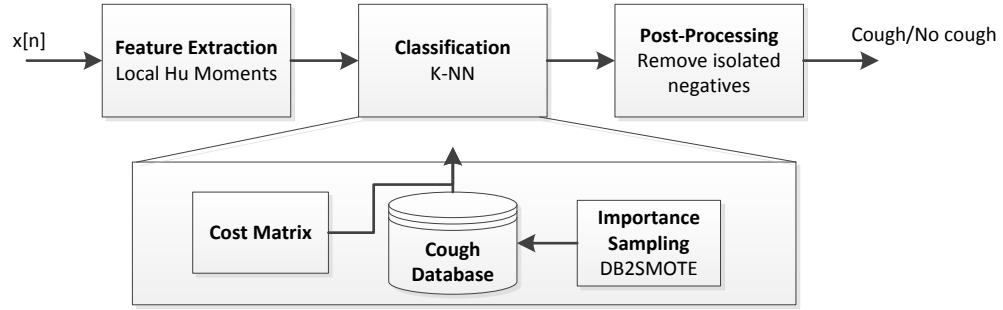 x[n]
Feature Extraction
Local Hu Moments
Classification
K-NN
Post-Processing
Remove isolated
negatives
Cough/No cough
Cost Matrix
Cough
Database
Importance
Sampling
DB2SMOTE